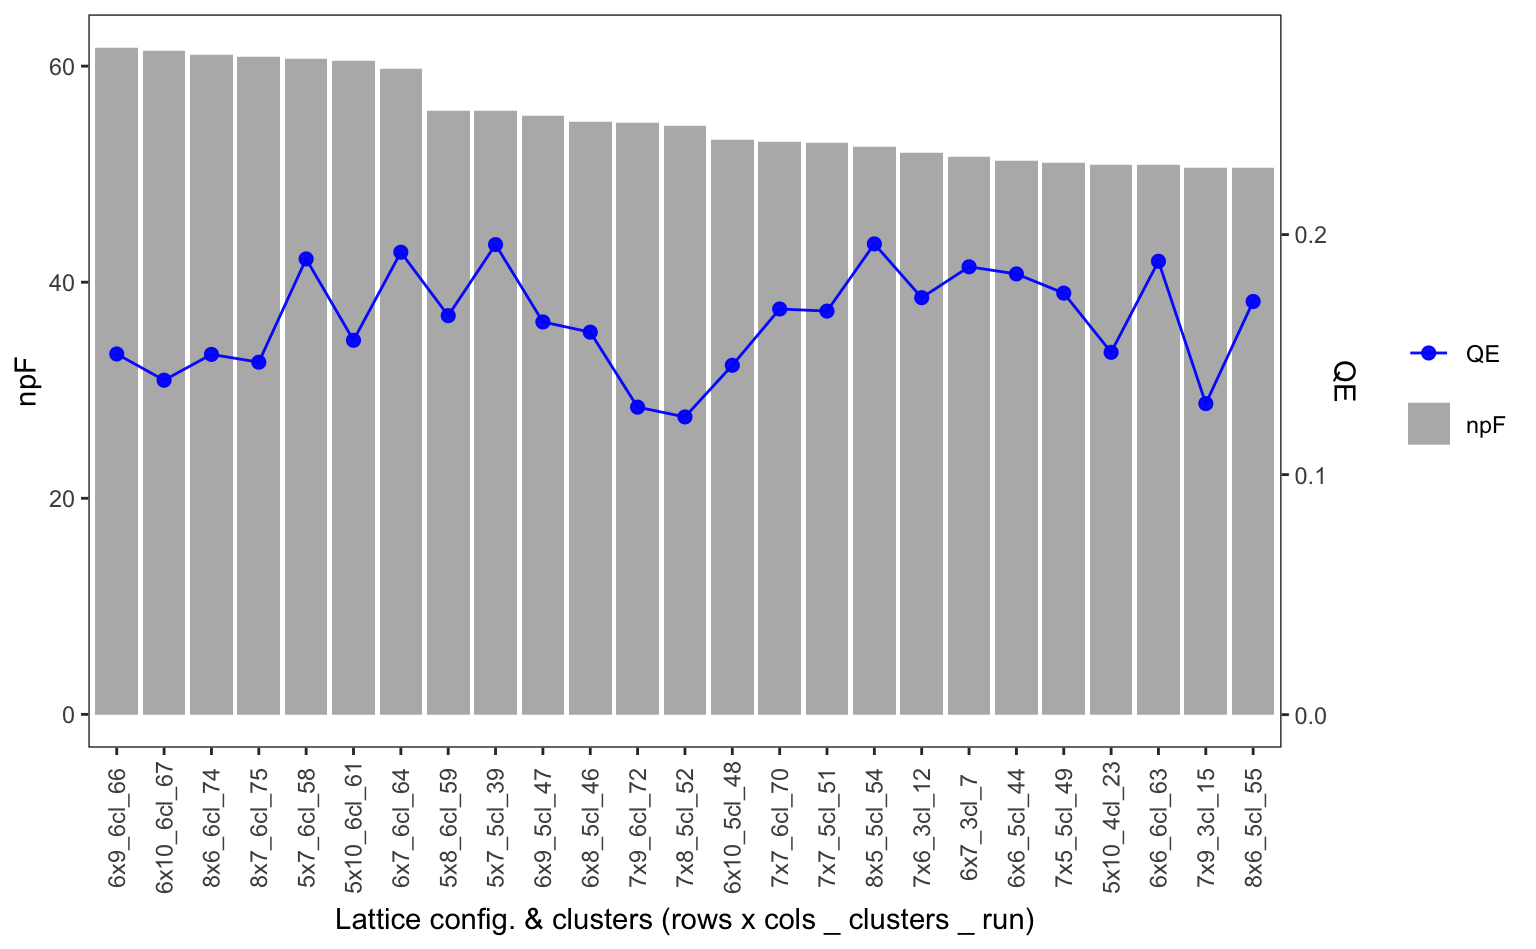 60
40
20
0
npF
0.2
0.1
0.0
QE
QE
npF
6x9_6cl_66
6x10_6cl_67
8x6_6cl_74
8x7_6cl_75
5x7_6cl_58
5x10_6cl_61
6x7_6cl_64
5x8_6cl_59
5x7_5cl_39
6x9_5cl_47
6x8_5cl_46
7x9_6cl_72
7x8_5cl_52
6x10_5cl_48
7x7_6cl_70
7x7_5cl_51
8x5_5cl_54
7x6_3cl_12
6x7_3cl_7
6x6_5cl_44
7x5_5cl_49
5x10_4cl_23
6x6_6cl_63
7x9_3cl_15
8x6_5cl_55
Lattice config. & clusters (rows x cols _ clusters _ run)